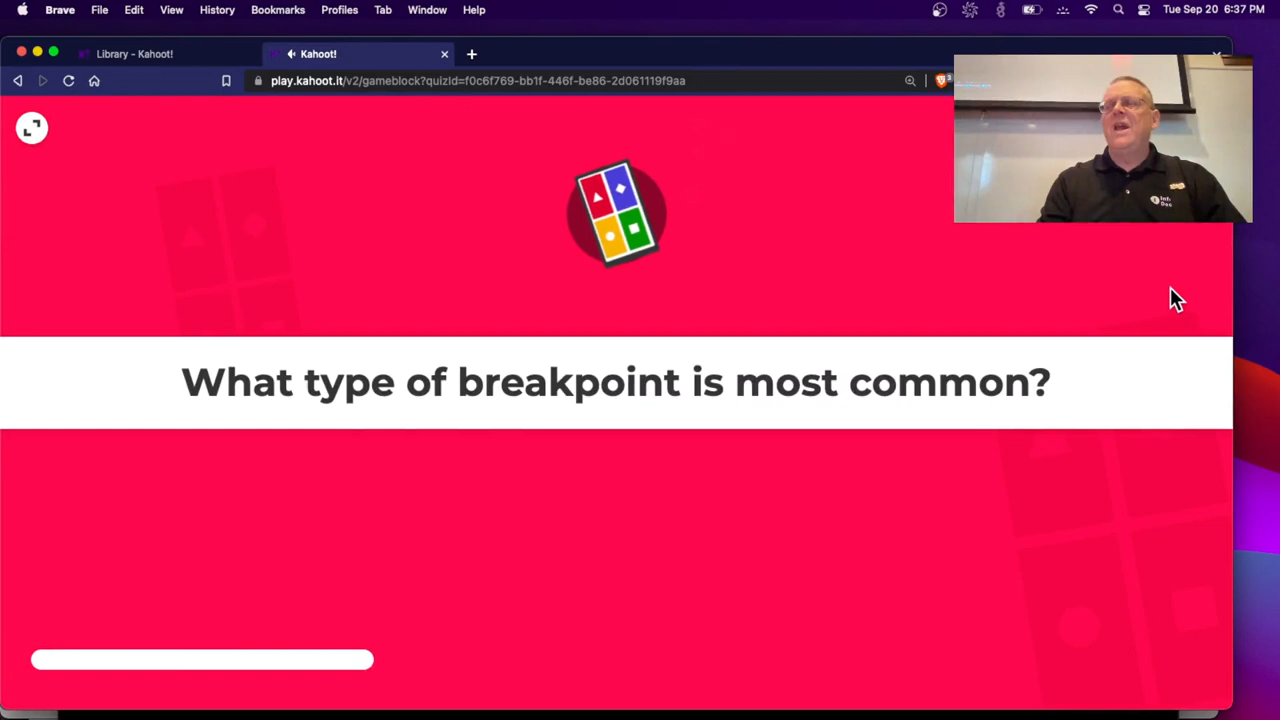 Brave File Edit View History Bookmarks Profiles Tab Window Help Tue Sep 20 6:37 PM
Library - Kahoot! Kahoot!
play.kahoot.it/v2/gameblock?quizId=f0c6f769-bb1f-446f-be86-2d061119f9aa
What type of breakpoint is most common?